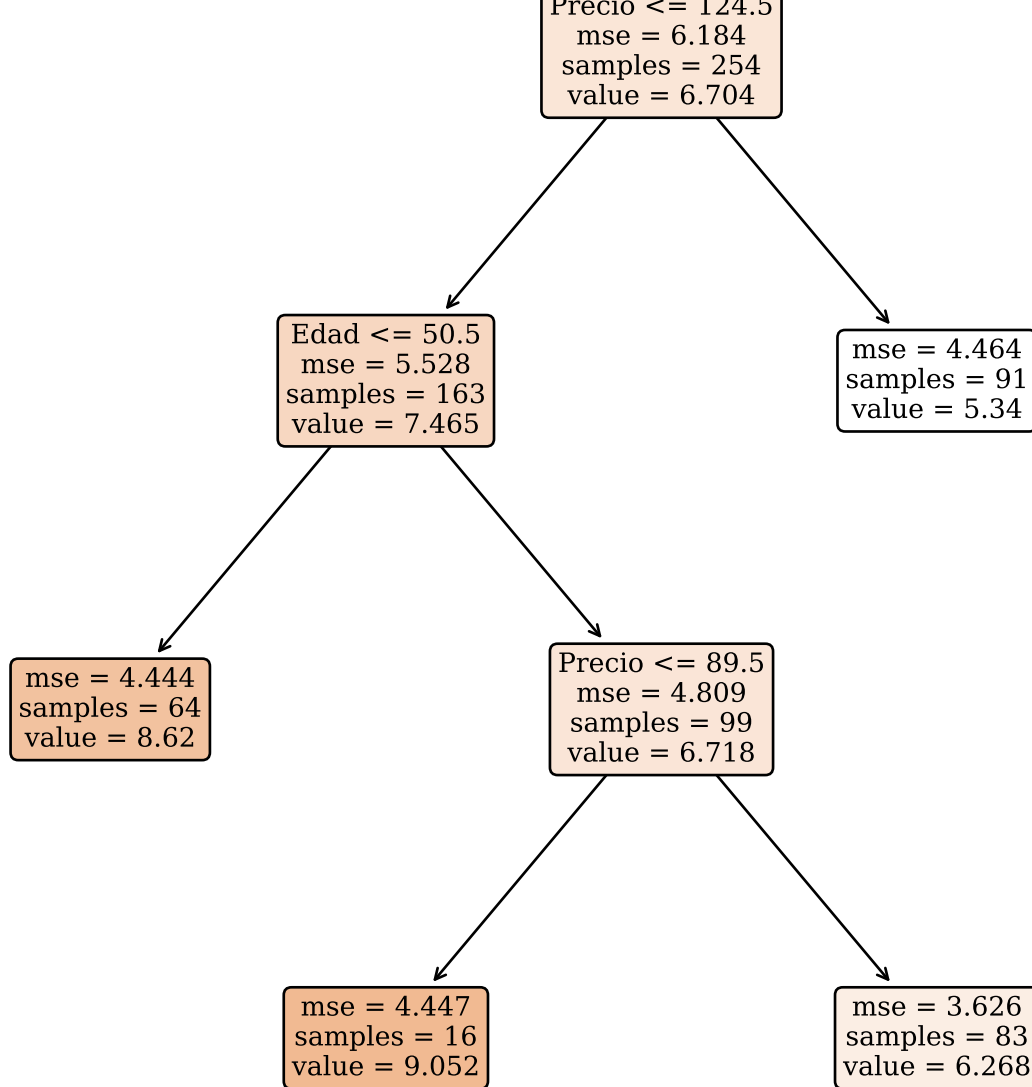 Precio <= 124.5
mse = 6.184
samples = 254
value = 6.704
Edad <= 50.5
mse = 5.528
samples = 163
value = 7.465
mse = 4.464
samples = 91
value = 5.34
mse = 4.444
samples = 64
value = 8.62
Precio <= 89.5
mse = 4.809
samples = 99
value = 6.718
mse = 4.447
samples = 16
value = 9.052
mse = 3.626
samples = 83
value = 6.268